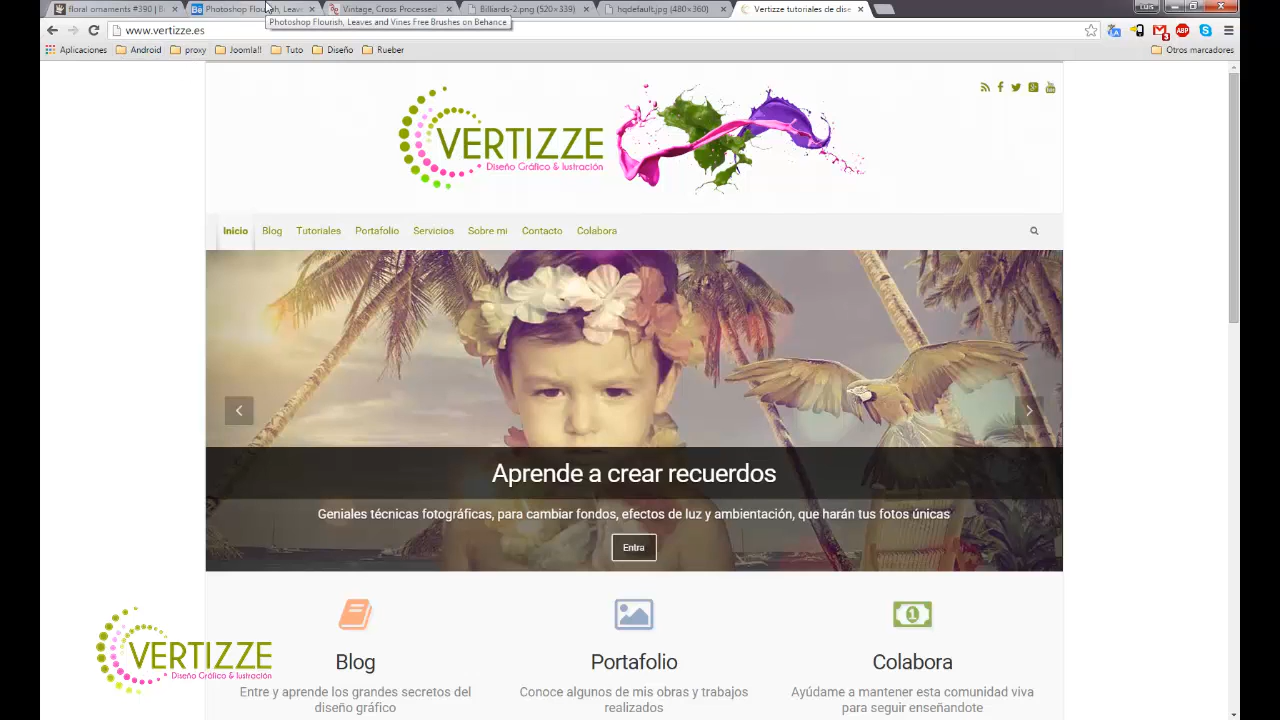 floral ornaments #390 | B
Photoshop Flourish, Leave
Vintage, Cross Processed
Billiards-2.png (520×339)
hqdefault.jpg (480×360)
Vertizze tutoriales de dise
Luis
Photoshop Flourish, Leaves and Vines Free Brushes on Behance
www.vertizze.es
Aplicaciones
Android
proxy
Joomla!!
Tuto
Diseño
Rueber
Otros marcadores
VERTIZZE
Diseño Gráfico & Ilustración
Inicio
Blog
Tutoriales
Portafolio
Servicios
Sobre mi
Contacto
Colabora
Aprende a crear recuerdos
Geniales técnicas fotográficas, para cambiar fondos, efectos de luz y ambientación, que harán tus fotos únicas
Entra
Blog
Entre y aprende los grandes secretos del
diseño gráfico
Portafolio
Conoce algunos de mis obras y trabajos
realizados
Colabora
Ayúdame a mantener esta comunidad viva
para seguir enseñandote
VERTIZZE
Diseño Gráfico & Ilustración